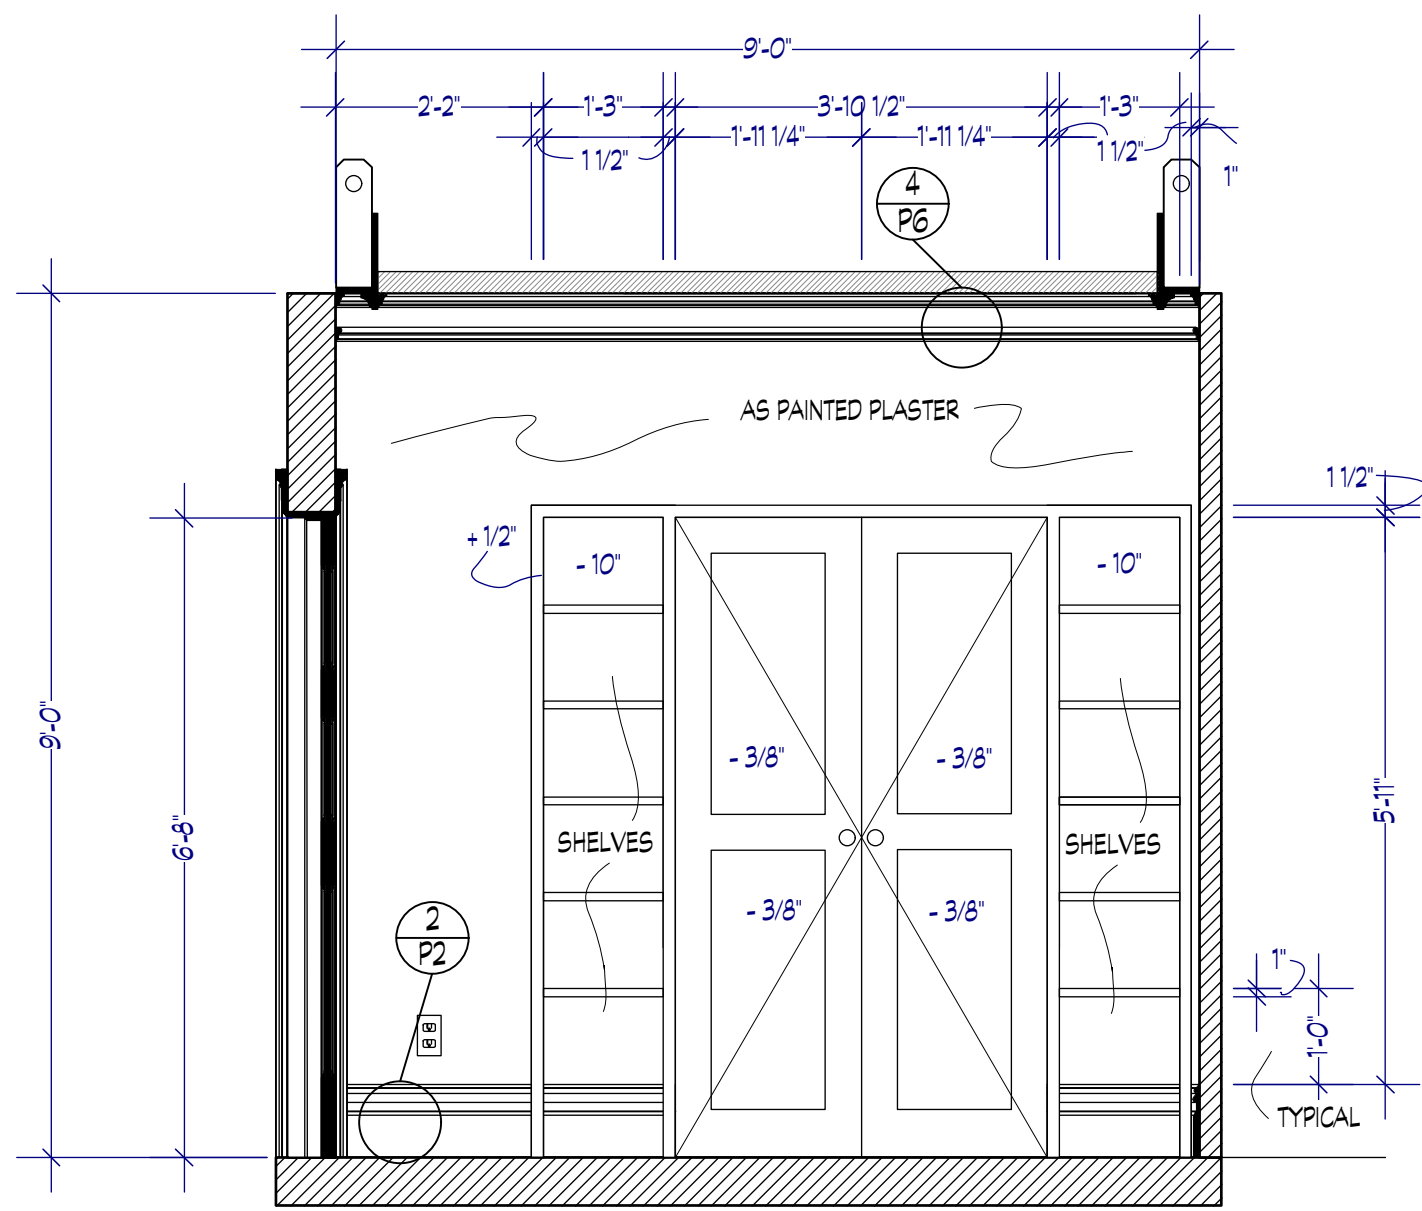 9'-0"
2'-2" 1'-3" 3'-10 1/2" 1'-3"
1 1/2" 1'-11 1/4" 1'-11 1/4" 1 1/2"
1"
4
P6
AS PAINTED PLASTER
1 1/2"
+ 1/2"
- 10" - 10"
9'-0"
6'-8"
- 3/8" - 3/8"
5'-11"
SHELVES SHELVES
- 3/8" - 3/8"
2
P2
1"
1'-0"
TYPICAL